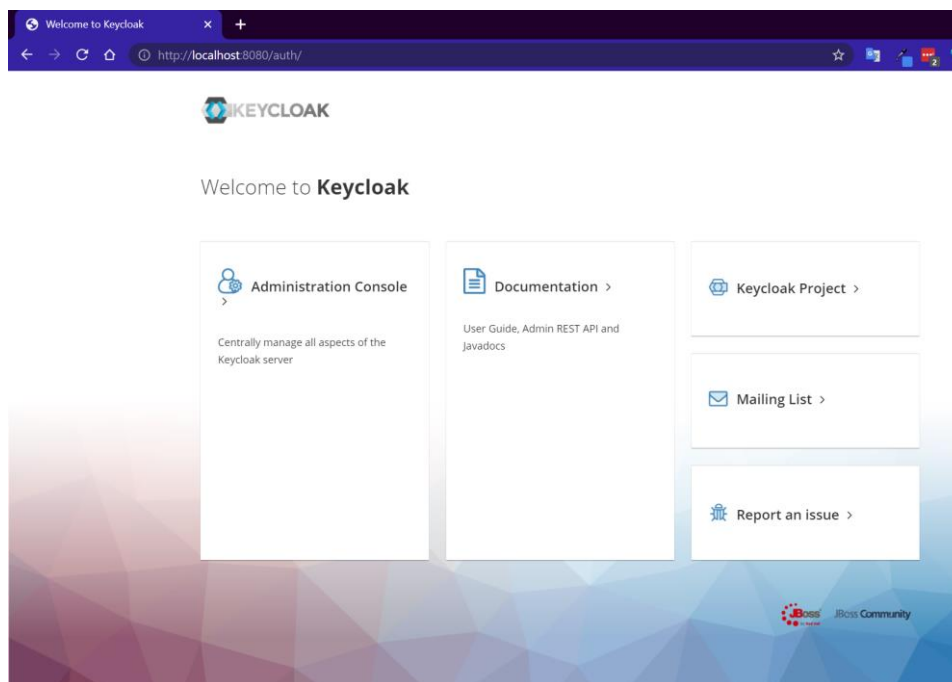 Welcome to Keycloak
http://localhost:8080/auth/
2
KEYCLOAK
Welcome to Keycloak
Administration Console
Centrally manage all aspects of the
Keycloak server
Documentation
User Guide, Admin REST API and
Javadocs
Keycloak Project
Mailing List
Report an issue
JBoss
JBoss Community